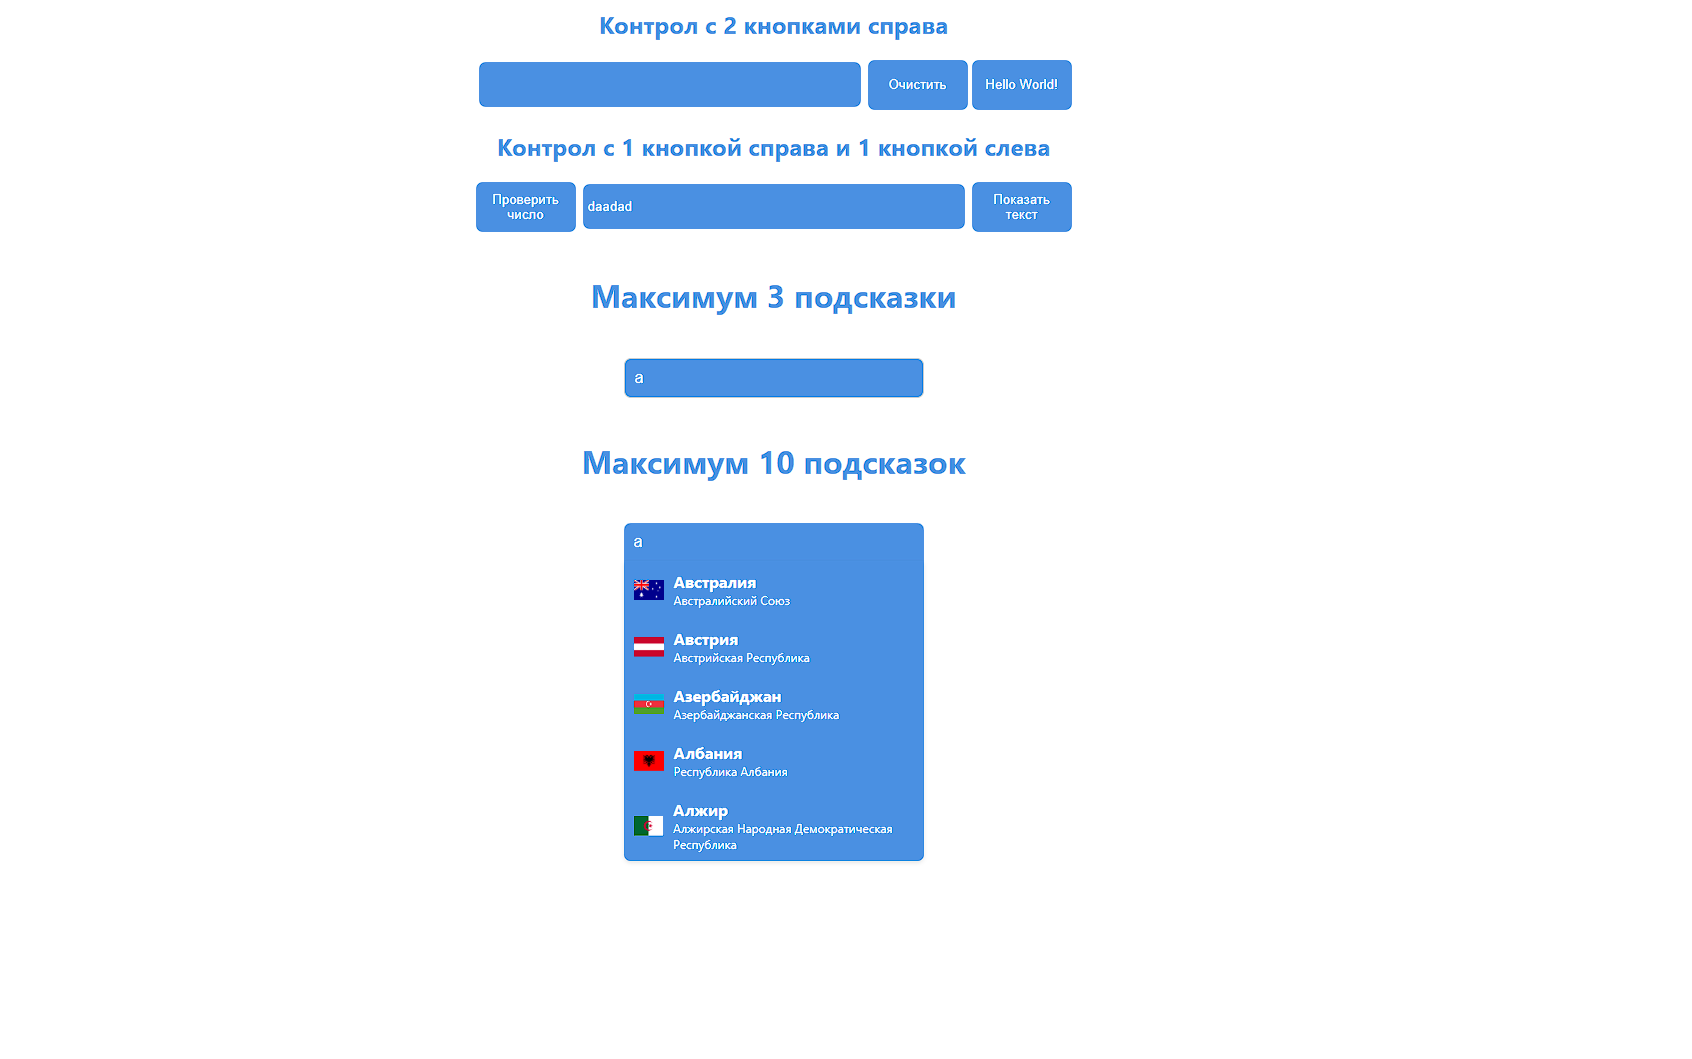 Контрол с 2 кнопками справа
Очистить
Hello World!
Контрол с 1 кнопкой справа и 1 кнопкой слева
Проверить
число
daadad
Показать
текст
Максимум 3 подсказки
а
Максимум 10 подсказок
а
Австралия
Австралийский Союз
Австрия
Австрийская Республика
Азербайджан
Азербайджанская Республика
Албания
Республика Албания
Алжир
Алжирская Народная Демократическая
Республика